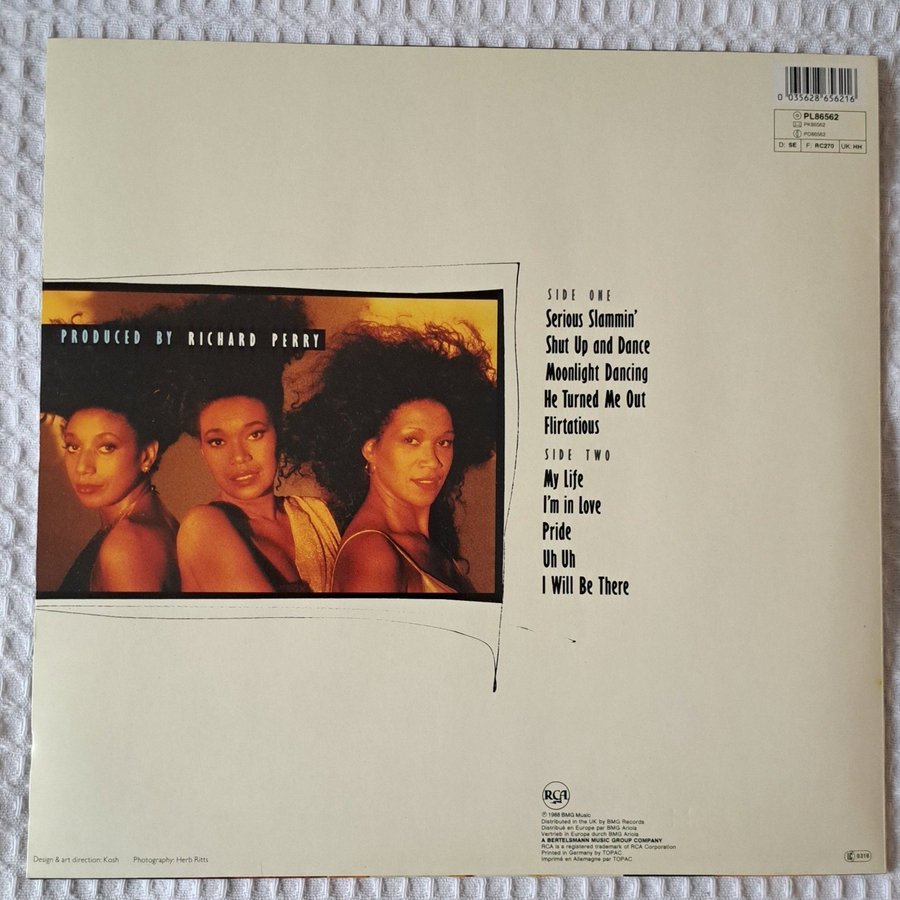 0 035628 656216
PL86562
PK86562
PD86562
D: SE F: RC270 UK: HH
PRODUCED BY RICHARD PERRY
SIDE ONE
Serious Slammin'
Shut Up and Dance
Moonlight Dancing
He Turned Me Out
Flirtatious
SIDE TWO
My Life
I'm in Love
Pride
Uh Uh
I Will Be There
RCA
℗ 1988 BMG Music
Distributed in the UK by BMG Records
Distribué en Europe par BMG Ariola
Vertrieb in Europe durch BMG Ariola
A BERTELSMANN MUSIC GROUP COMPANY
RCA is a registered trademark of RCA Corporation
Printed in Germany by TOPAC
Imprimé en Allemagne par TOPAC
Design & art direction: Kosh Photography: Herb Ritts
LC 0316